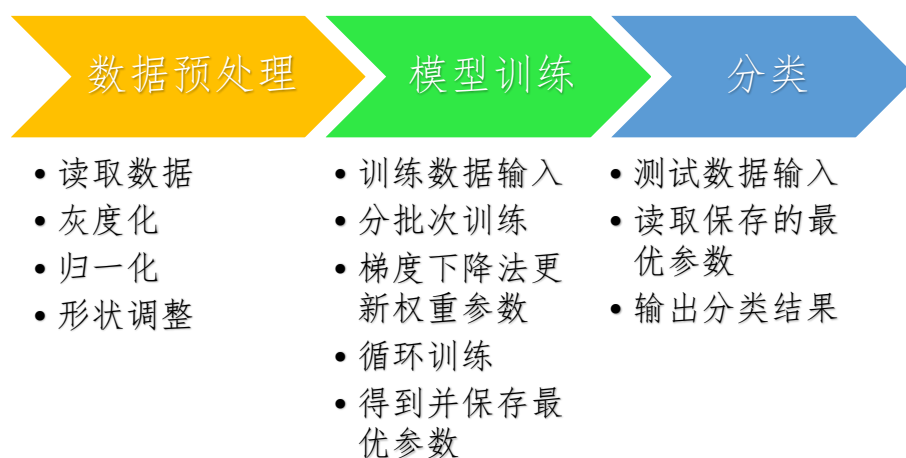 数据预处理
• 读取数据
• 灰度化
• 归一化
• 形状调整
模型训练
• 训练数据输入
• 分批次训练
• 梯度下降法更
新权重参数
• 循环训练
• 得到并保存最
优参数
分类
• 测试数据输入
• 读取保存的最
优参数
• 输出分类结果